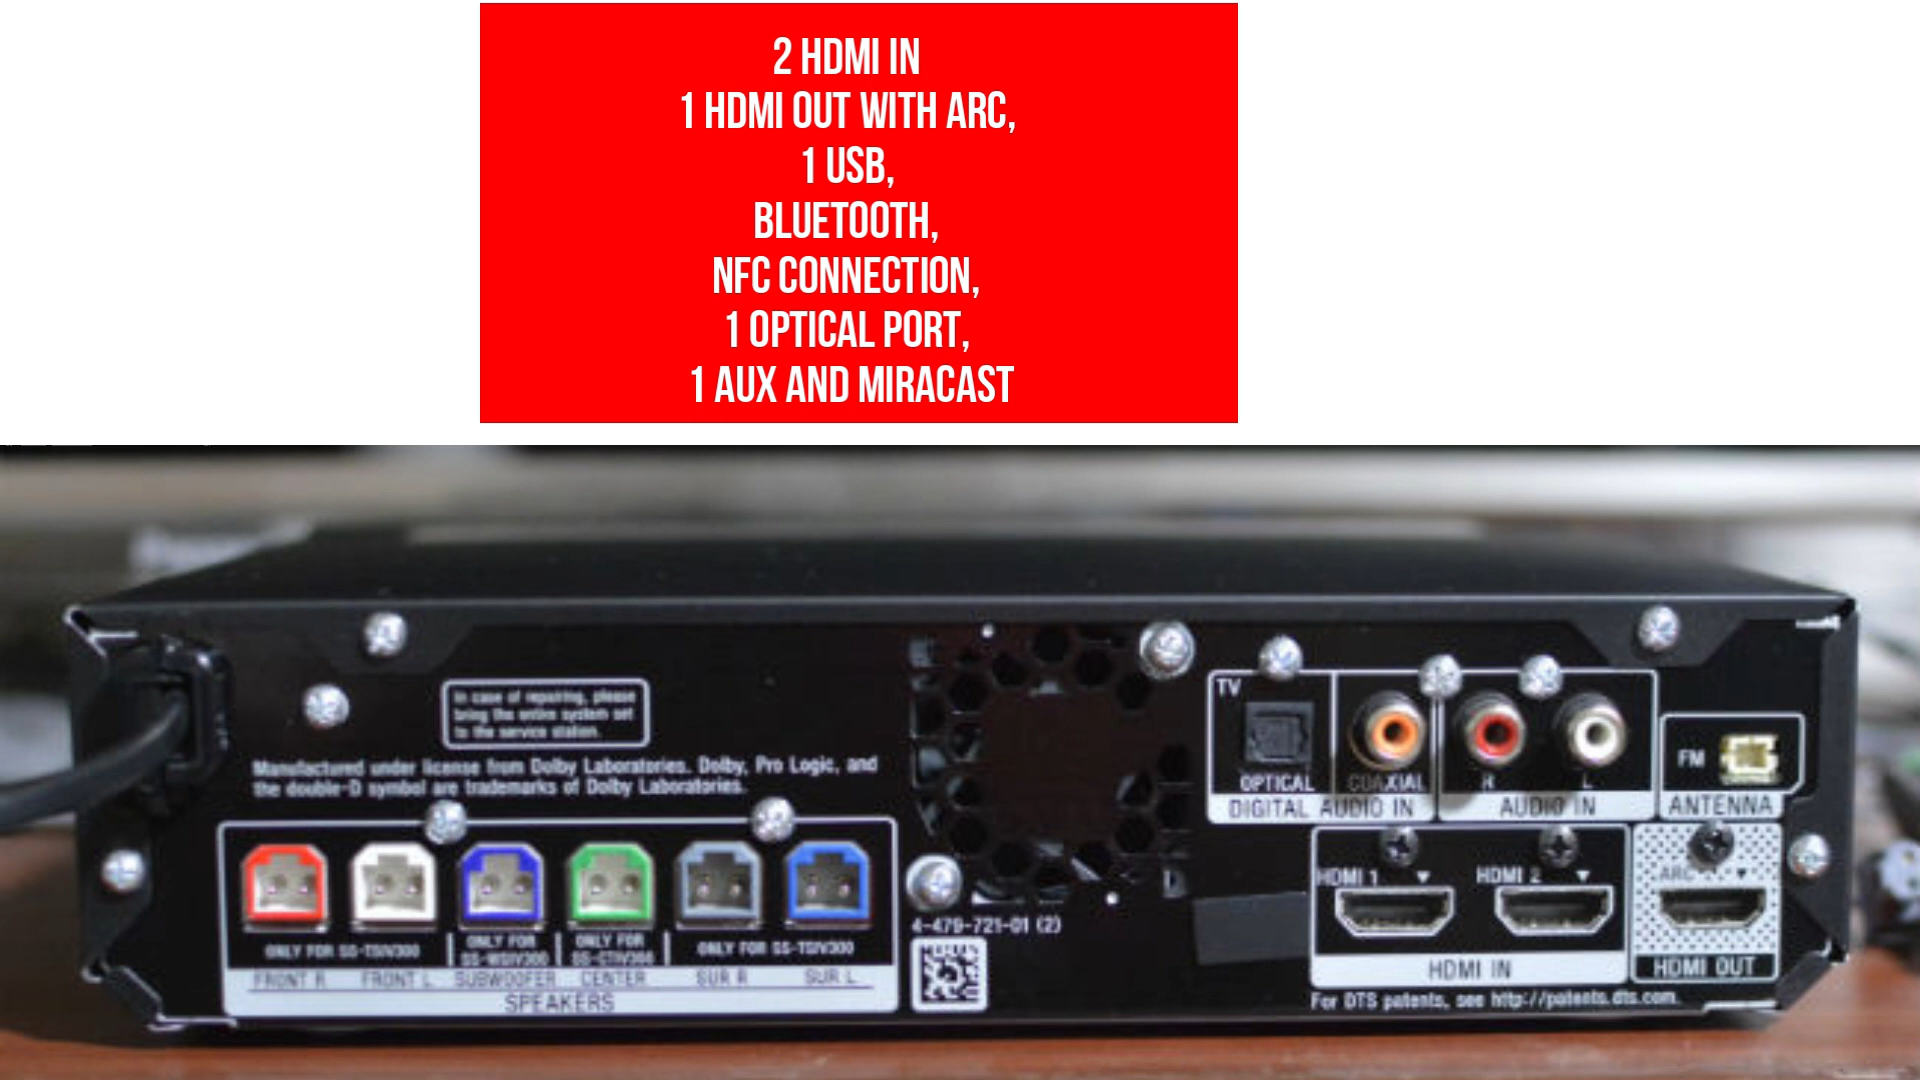 2 HDMI IN
1 HDMI OUT WITH ARC,
1 USB,
BLUETOOTH,
NFC CONNECTION,
1 OPTICAL PORT,
1 AUX AND MIRACAST
In case of repairing, please
bring the entire system set
to the service station.
Manufactured under license from Dolby Laboratories. Dolby, Pro Logic, and
the double-D symbol are trademarks of Dolby Laboratories.
TV
OPTICAL
COAXIAL
R
L
DIGITAL AUDIO IN
AUDIO IN
FM
ANTENNA
HDMI 1
HDMI 2
ARC
HDMI IN
HDMI OUT
For DTS patents, see http://patents.dts.com.
4-479-721-01 (2)
ONLY FOR SS-TSIV300
ONLY FOR
SS-WSIV300
ONLY FOR
SS-CTIV300
ONLY FOR SS-TSIV300
FRONT R
FRONT L
SUBWOOFER
CENTER
SUR R
SUR L
SPEAKERS